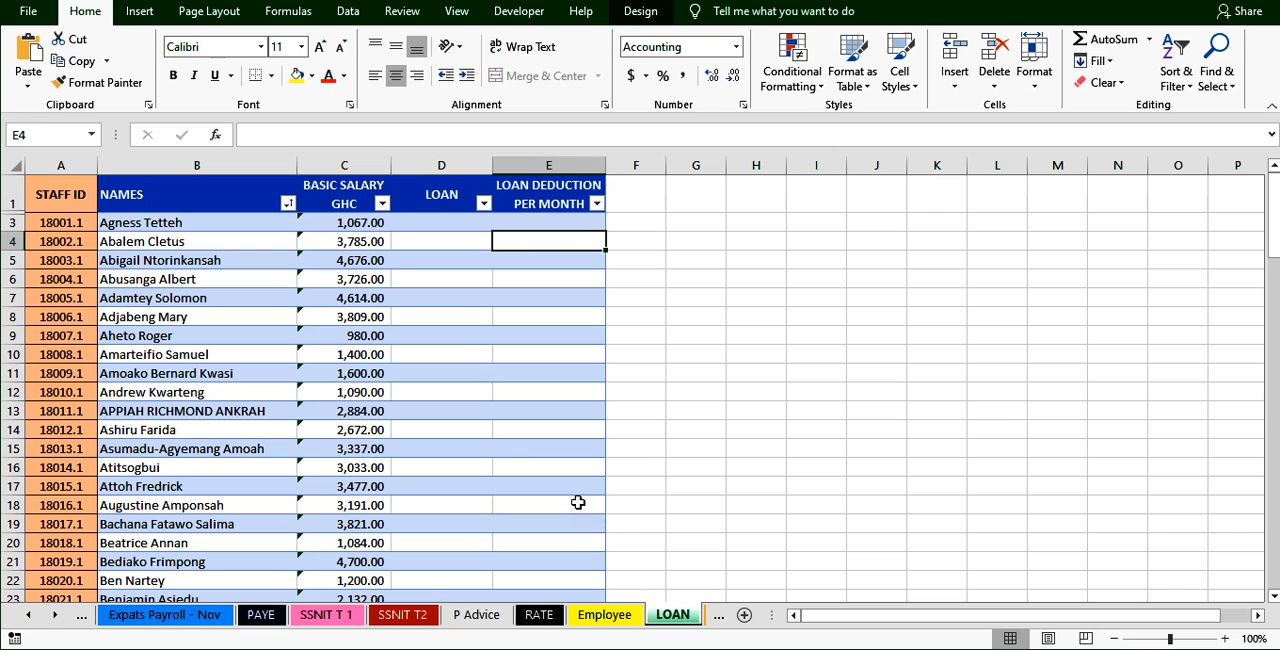 File Home Insert Page Layout Formulas Data Review View Developer Help Design Tell me what you want to do Share
Paste Cut Copy Format Painter Clipboard
Calibri 11 A A B I U A Font
ab Wrap Text Merge & Center Alignment
Accounting $ % , Number
Conditional Formatting Format as Table Cell Styles Styles
Insert Delete Format Cells
AutoSum Fill Clear Sort & Filter Find & Select Editing
E4 fx
A B C D E F G H I J K L M N O P
1 STAFF ID NAMES BASIC SALARY GHC LOAN LOAN DEDUCTION PER MONTH
3 18001.1 Agness Tetteh 1,067.00
4 18002.1 Abalem Cletus 3,785.00
5 18003.1 Abigail Ntorinkansah 4,676.00
6 18004.1 Abusanga Albert 3,726.00
7 18005.1 Adamtey Solomon 4,614.00
8 18006.1 Adjabeng Mary 3,809.00
9 18007.1 Aheto Roger 980.00
10 18008.1 Amarteifio Samuel 1,400.00
11 18009.1 Amoako Bernard Kwasi 1,600.00
12 18010.1 Andrew Kwarteng 1,090.00
13 18011.1 APPIAH RICHMOND ANKRAH 2,884.00
14 18012.1 Ashiru Farida 2,672.00
15 18013.1 Asumadu-Agyemang Amoah 3,337.00
16 18014.1 Atitsogbui 3,033.00
17 18015.1 Attoh Fredrick 3,477.00
18 18016.1 Augustine Amponsah 3,191.00
19 18017.1 Bachana Fatawo Salima 3,821.00
20 18018.1 Beatrice Annan 1,084.00
21 18019.1 Bediako Frimpong 4,700.00
22 18020.1 Ben Nartey 1,200.00
23 18021.1 Benjamin Asiedu 2,132.00
... Expats Payroll - Nov PAYE SSNIT T 1 SSNIT T2 P Advice RATE Employee LOAN ...
100%